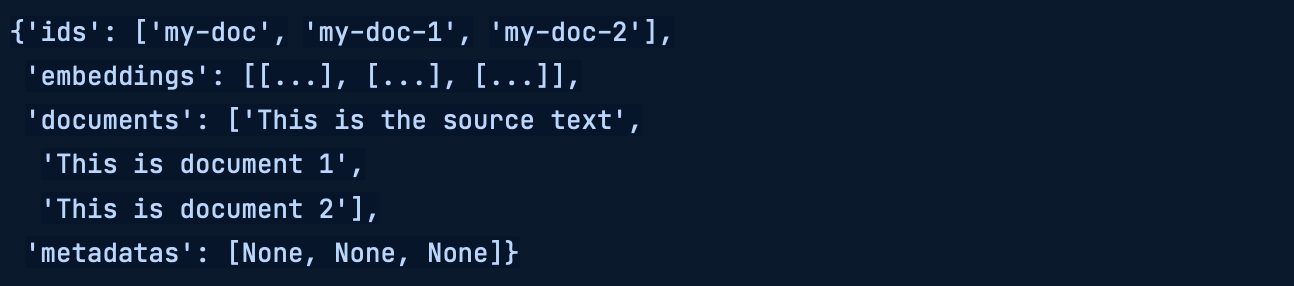 {'ids': ['my-doc', 'my-doc-1', 'my-doc-2'],
 'embeddings': [[...], [...], [...]],
 'documents': ['This is the source text',
  'This is document 1',
  'This is document 2'],
 'metadatas': [None, None, None]}